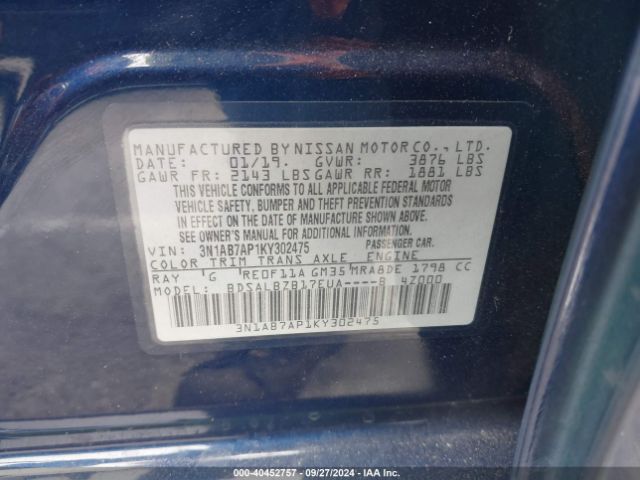 MANUFACTURED BY NISSAN MOTOR CO., LTD.
DATE: 01/19. GVWR: 3876 LBS
GAWR FR: 2143 LBS GAWR RR: 1881 LBS
THIS VEHICLE CONFORMS TO ALL APPLICABLE FEDERAL MOTOR
VEHICLE SAFETY, BUMPER AND THEFT PREVENTION STANDARDS
IN EFFECT ON THE DATE OF MANUFACTURE SHOWN ABOVE.
SEE OWNER'S MANUAL FOR ADDITIONAL INFORMATION.
VIN: 3N1AB7AP1KY302475 PASSENGER CAR.
COLOR TRIM TRANS AXLE ENGINE
RAY 'G RE0F11A GM35 MRA8DE 1798 CC
MODEL: BDSALBZB17EUA----B 4Z000
3N1AB7AP1KY302475
000-40452757 - 09/27/2024 - IAA Inc.